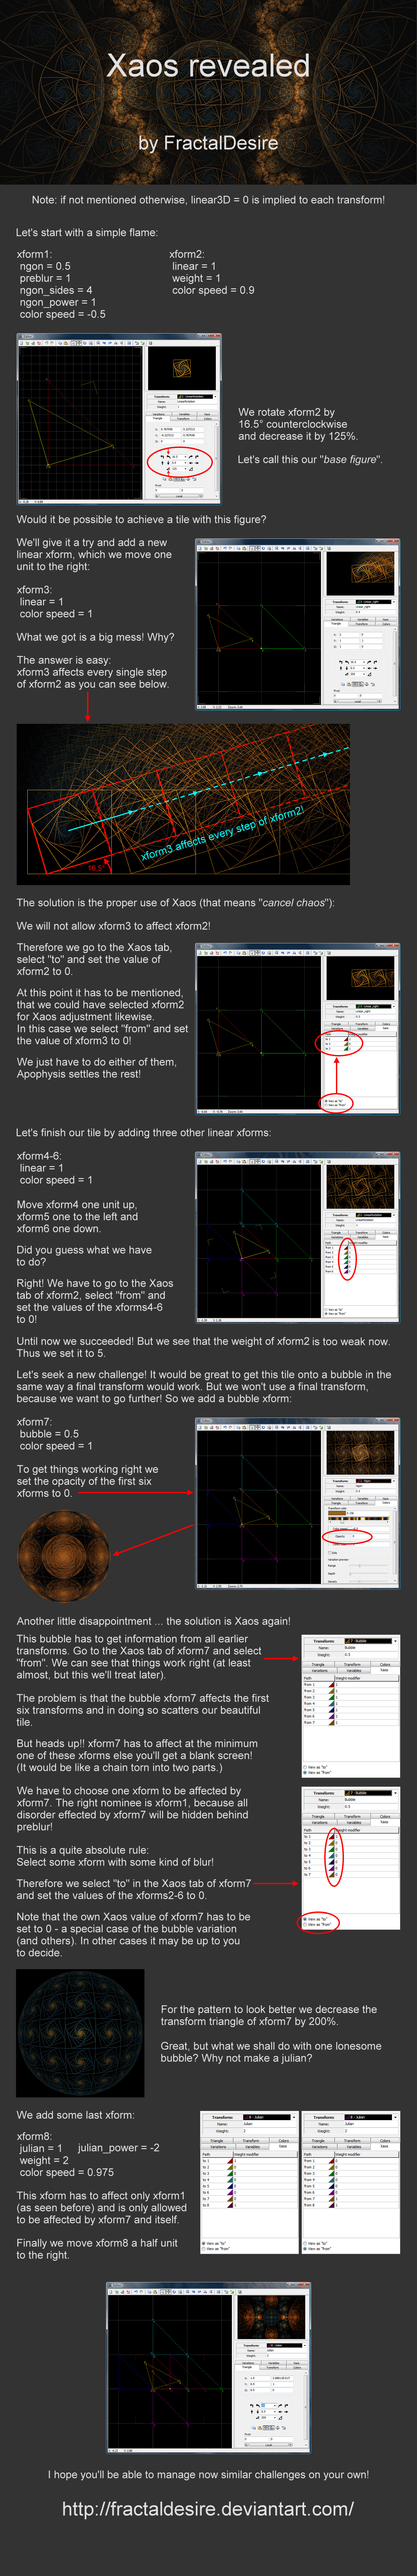 Xaos revealed
by FractalDesire
Note: if not mentioned otherwise, linear3D = 0 is implied to each transform!
Let's start with a simple flame:
xform1:
ngon = 0.5
preblur = 1
ngon_sides = 4
ngon_power = 1
color speed = -0.5
xform2:
linear = 1
weight = 1
color speed = 0.9
We rotate xform2 by
16.5° counterclockwise
and decrease it by 125%.
Let's call this our "base figure".
Would it be possible to achieve a tile with this figure?
We'll give it a try and add a new
linear xform, which we move one
unit to the right:
xform3:
linear = 1
color speed = 1
What we got is a big mess! Why?
The answer is easy:
xform3 affects every single step
of xform2 as you can see below.
xform3 affects every step of xform2!
16.5°
The solution is the proper use of Xaos (that means "cancel chaos"):
We will not allow xform3 to affect xform2!
Therefore we go to the Xaos tab,
select "to" and set the value of
xform2 to 0.
At this point it has to be mentioned,
that we could have selected xform2
for Xaos adjustment likewise.
In this case we select "from" and set
the value of xform3 to 0!
We just have to do either of them,
Apophysis settles the rest!
Let's finish our tile by adding three other linear xforms:
xform4-6:
linear = 1
color speed = 1
Move xform4 one unit up,
xform5 one to the left and
xform6 one down.
Did you guess what we have
to do?
Right! We have to go to the Xaos
tab of xform2, select "from" and
set the values of the xforms4-6
to 0!
Until now we succeeded! But we see that the weight of xform2 is too weak now.
Thus we set it to 5.
Let's seek a new challenge! It would be great to get this tile onto a bubble in the
same way a final transform would work. But we won't use a final transform,
because we want to go further! So we add a bubble xform:
xform7:
bubble = 0.5
color speed = 1
To get things working right we
set the opacity of the first six
xforms to 0.
Another little disappointment ... the solution is Xaos again!
This bubble has to get information from all earlier
transforms. Go to the Xaos tab of xform7 and select
"from". We can see that things work right (at least
almost, but this we'll treat later).
The problem is that the bubble xform7 affects the first
six transforms and in doing so scatters our beautiful
tile.
But heads up!! xform7 has to affect at the minimum
one of these xforms else you'll get a blank screen!
(It would be like a chain torn into two parts.)
We have to choose one xform to be affected by
xform7. The right nominee is xform1, because all
disorder effected by xform7 will be hidden behind
preblur!
This is a quite absolute rule:
Select some xform with some kind of blur!
Therefore we select "to" in the Xaos tab of xform7
and set the values of the xforms2-6 to 0.
Note that the own Xaos value of xform7 has to be
set to 0 - a special case of the bubble variation
(and others). In other cases it may be up to you
to decide.
For the pattern to look better we decrease the
transform triangle of xform7 by 200%.
Great, but what we shall do with one lonesome
bubble? Why not make a julian?
We add some last xform:
xform8:
julian = 1 julian_power = -2
weight = 2
color speed = 0.975
This xform has to affect only xform1
(as seen before) and is only allowed
to be affected by xform7 and itself.
Finally we move xform8 a half unit
to the right.
I hope you'll be able to manage now similar challenges on your own!
http://fractaldesire.deviantart.com/